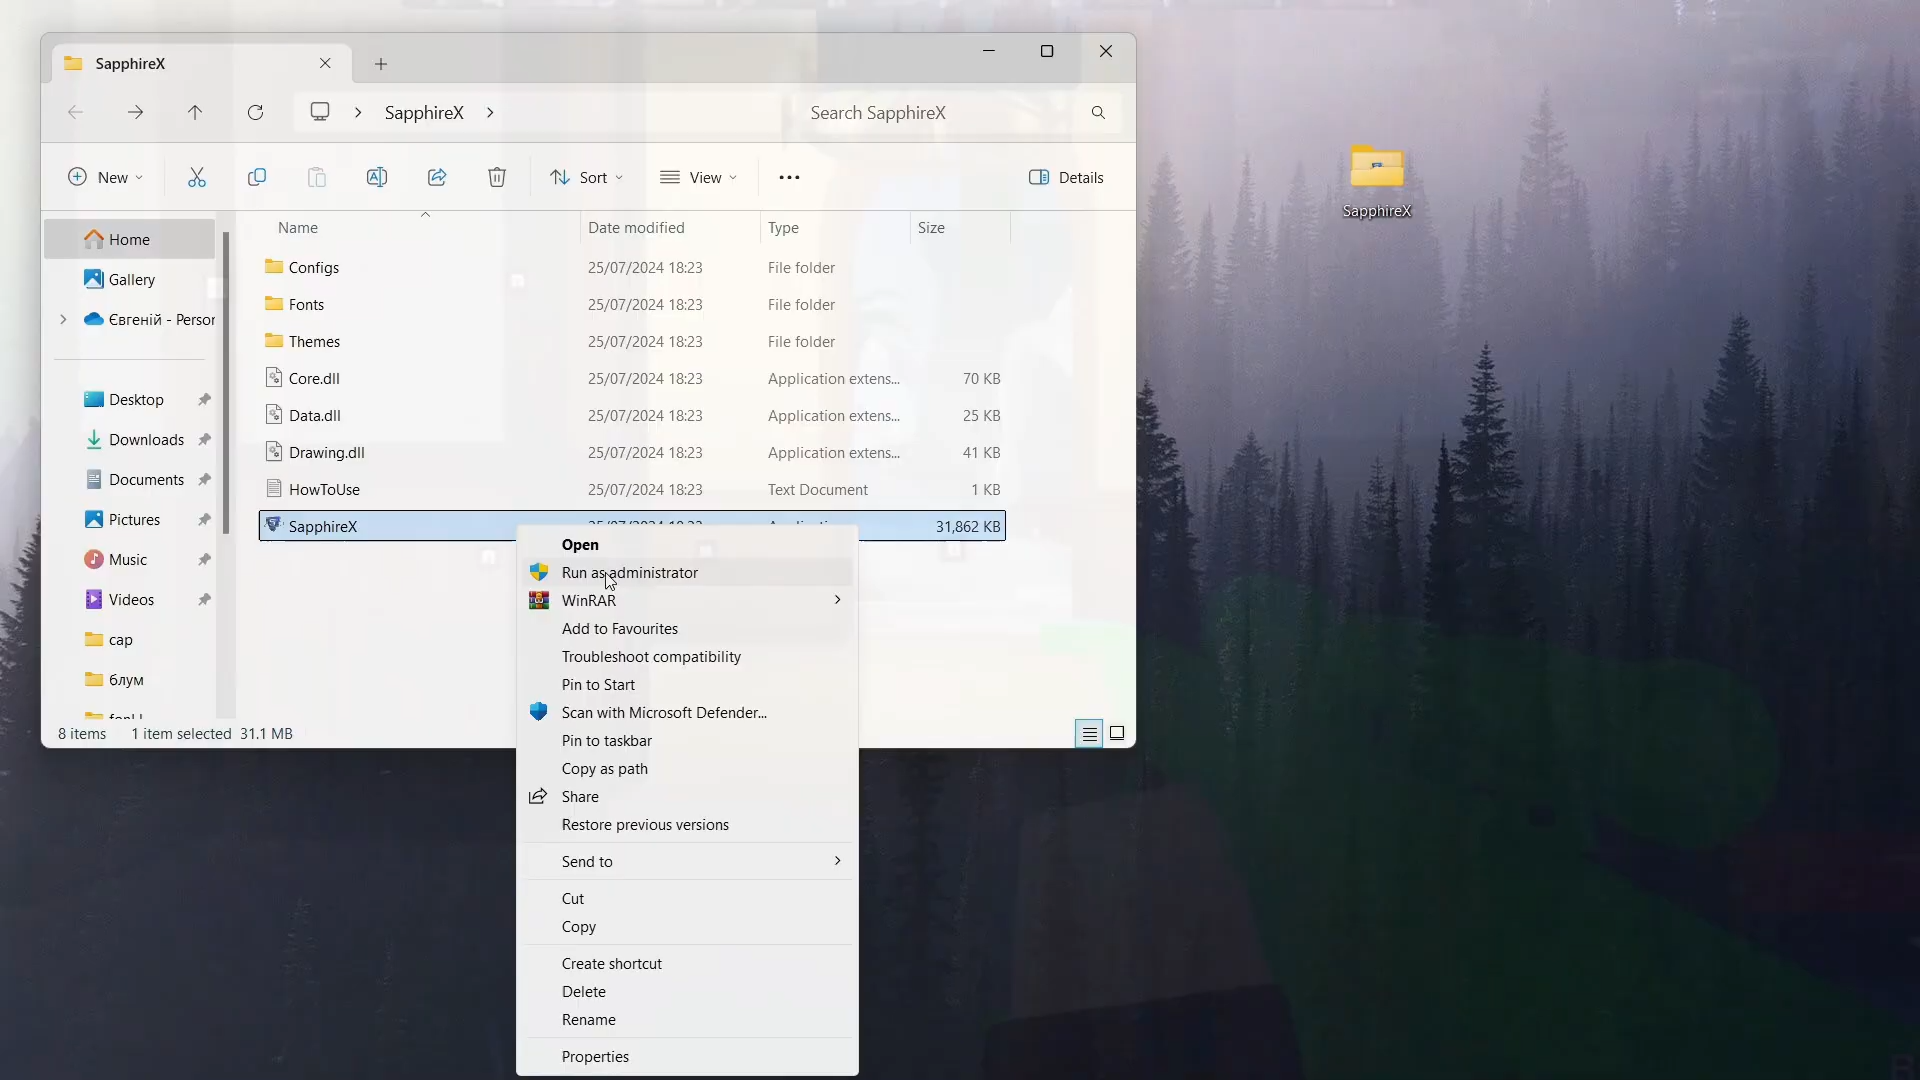 SapphireX
SapphireX
Search SapphireX
New
Sort
View
Details
Name
Date modified
Type
Size
Home
Gallery
Євгеній - Person
Desktop
Downloads
Documents
Pictures
Music
Videos
cap
блум
Configs 25/07/2024 18:23 File folder
Fonts 25/07/2024 18:23 File folder
Themes 25/07/2024 18:23 File folder
Core.dll 25/07/2024 18:23 Application extens... 70 KB
Data.dll 25/07/2024 18:23 Application extens... 25 KB
Drawing.dll 25/07/2024 18:23 Application extens... 41 KB
HowToUse 25/07/2024 18:23 Text Document 1 KB
SapphireX 31,862 KB
Open
Run as administrator
WinRAR
Add to Favourites
Troubleshoot compatibility
Pin to Start
Scan with Microsoft Defender...
Pin to taskbar
Copy as path
Share
Restore previous versions
Send to
Cut
Copy
Create shortcut
Delete
Rename
Properties
8 items 1 item selected 31.1 MB
SapphireX